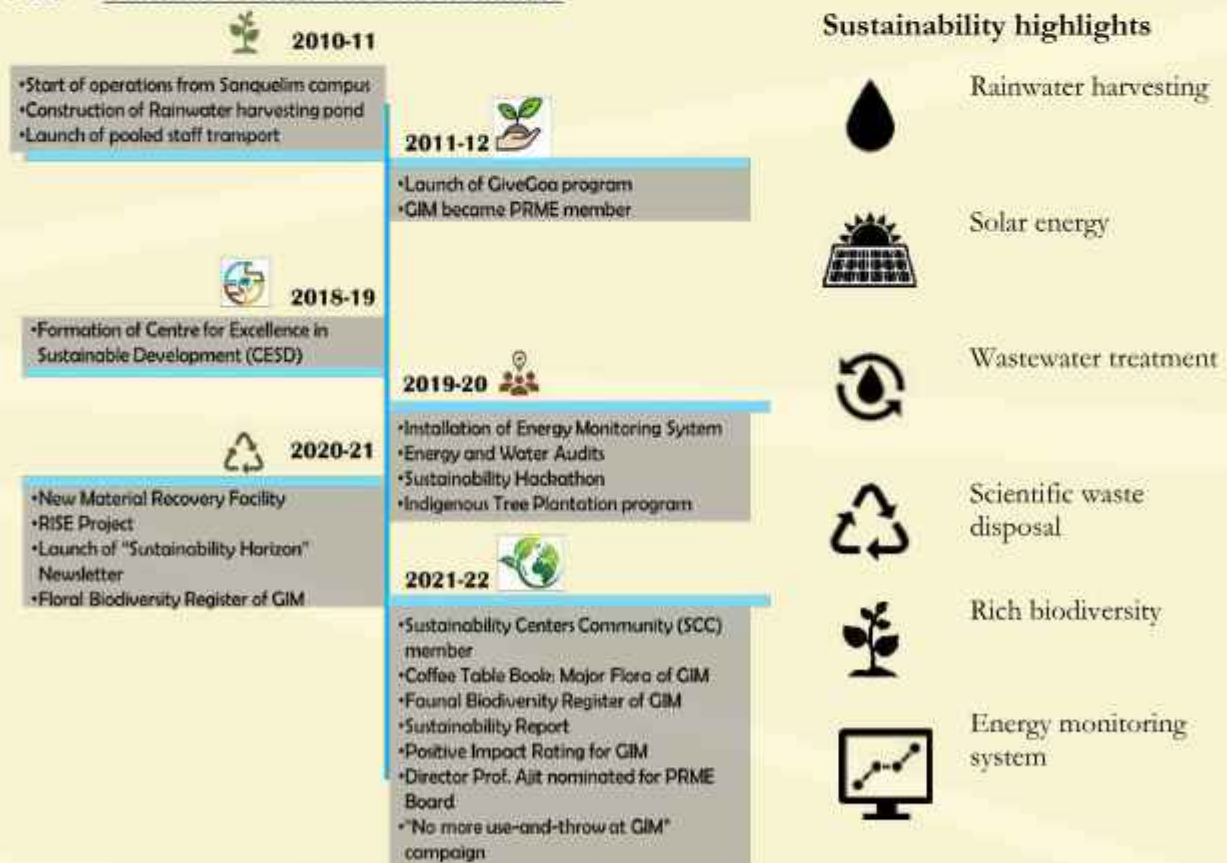 2010-11
•Start of operations from Sanquelim campus
•Construction of Rainwater harvesting pond
•Launch of pooled staff transport
2011-12
•Launch of GiveGoa program
•GIM became PRME member
2018-19
•Formation of Centre for Excellence in
Sustainable Development (CESD)
2019-20
•Installation of Energy Monitoring System
•Energy and Water Audits
•Sustainability Hackathon
•Indigenous Tree Plantation program
2020-21
•New Material Recovery Facility
•RISE Project
•Launch of "Sustainability Horizon"
Newsletter
•Floral Biodiversity Register of GIM
2021-22
•Sustainability Centers Community (SCC)
member
•Coffee Table Book: Major Flora of GIM
•Faunal Biodiversity Register of GIM
•Sustainability Report
•Positive Impact Rating for GIM
•Director Prof. Ajit nominated for PRME
Board
•"No more use-and-throw at GIM"
campaign
Sustainability highlights
Rainwater harvesting
Solar energy
Wastewater treatment
Scientific waste
disposal
Rich biodiversity
Energy monitoring
system